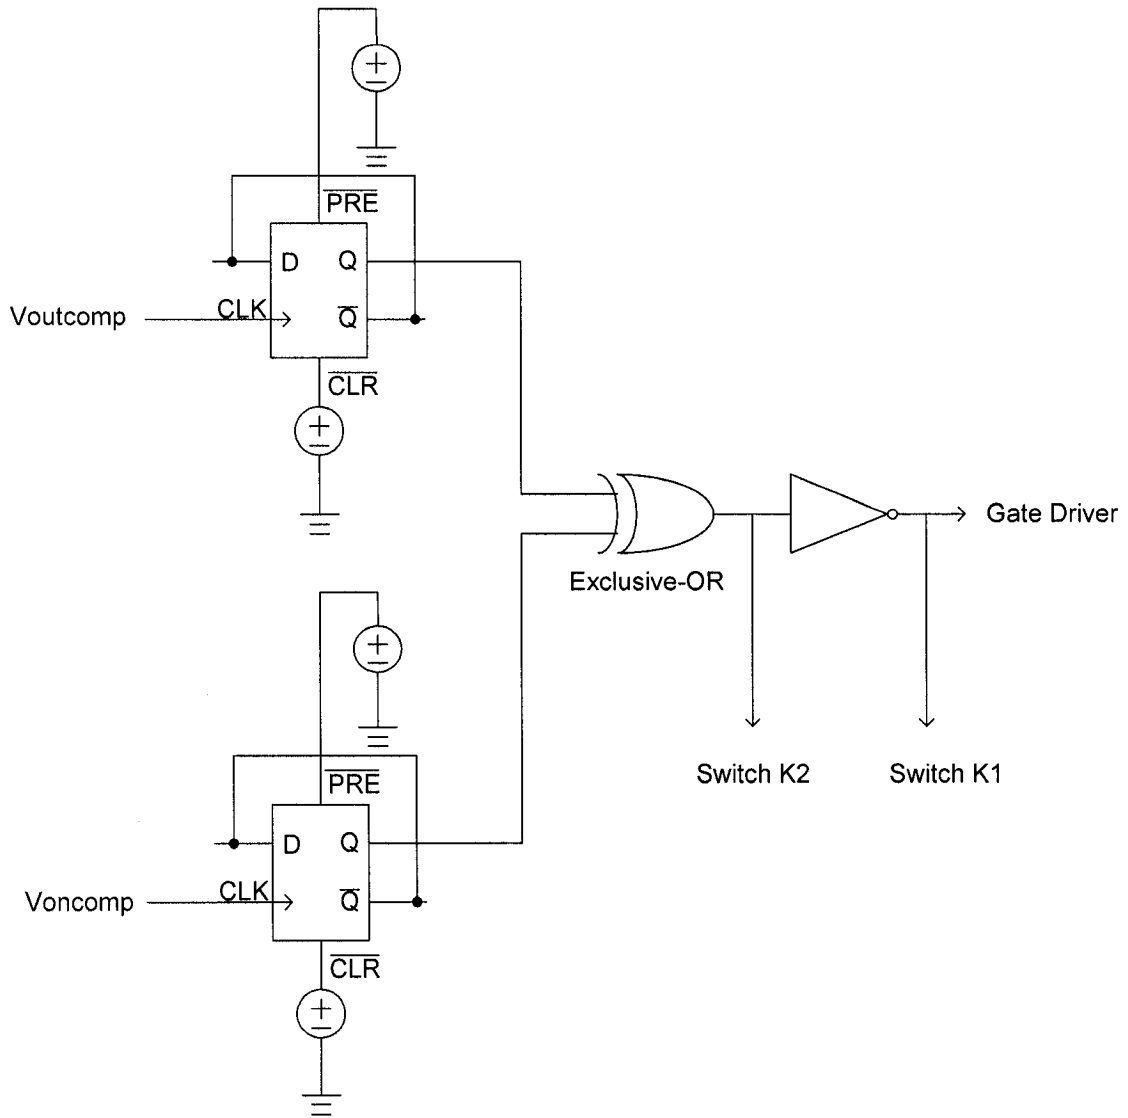 PRE
D Q
CLK
Voutcomp
Q
CLR
Gate Driver
Exclusive-OR
Switch K2
Switch K1
PRE
D Q
CLK
Voncomp
Q
CLR